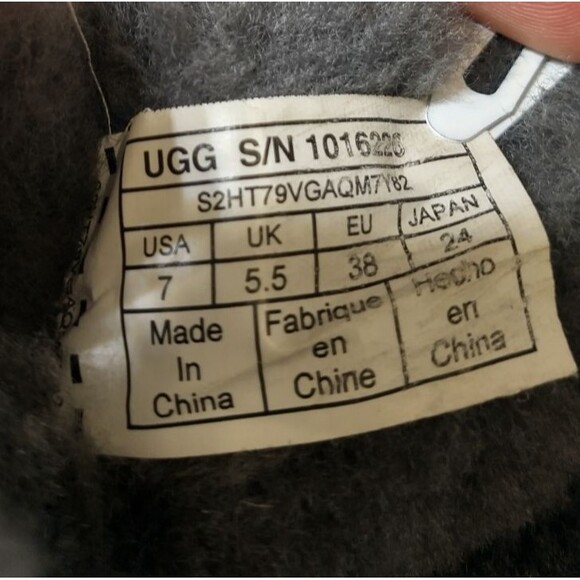 UGG S/N 1016226
S2HT79VGAQM7Y82
USA UK EU JAPAN
7 5.5 38 24
Made In China
Fabrique en Chine
Hecho en China